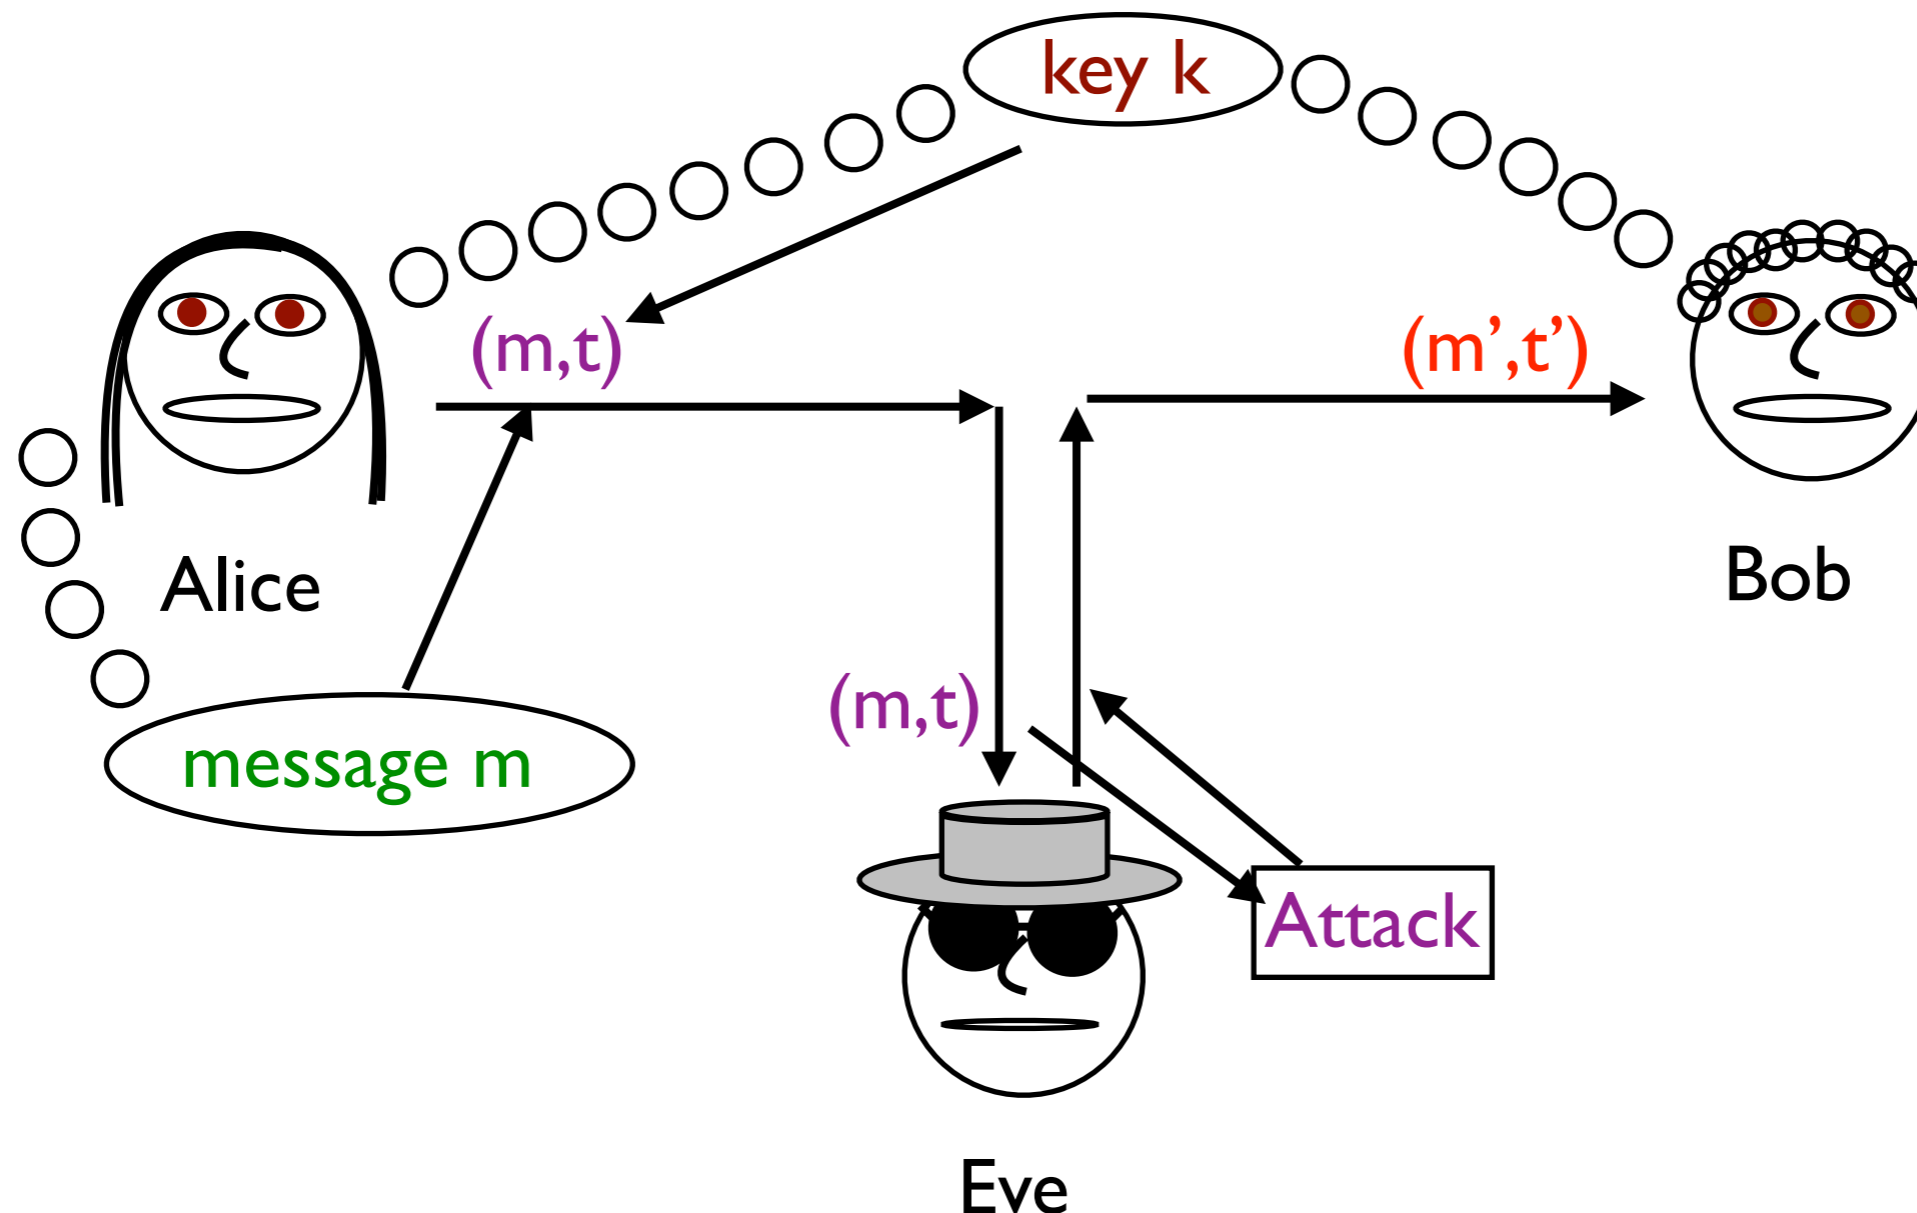 key k
(m,t)
(m’,t’)
Alice
Bob
(m,t)
message m
Attack
Eve